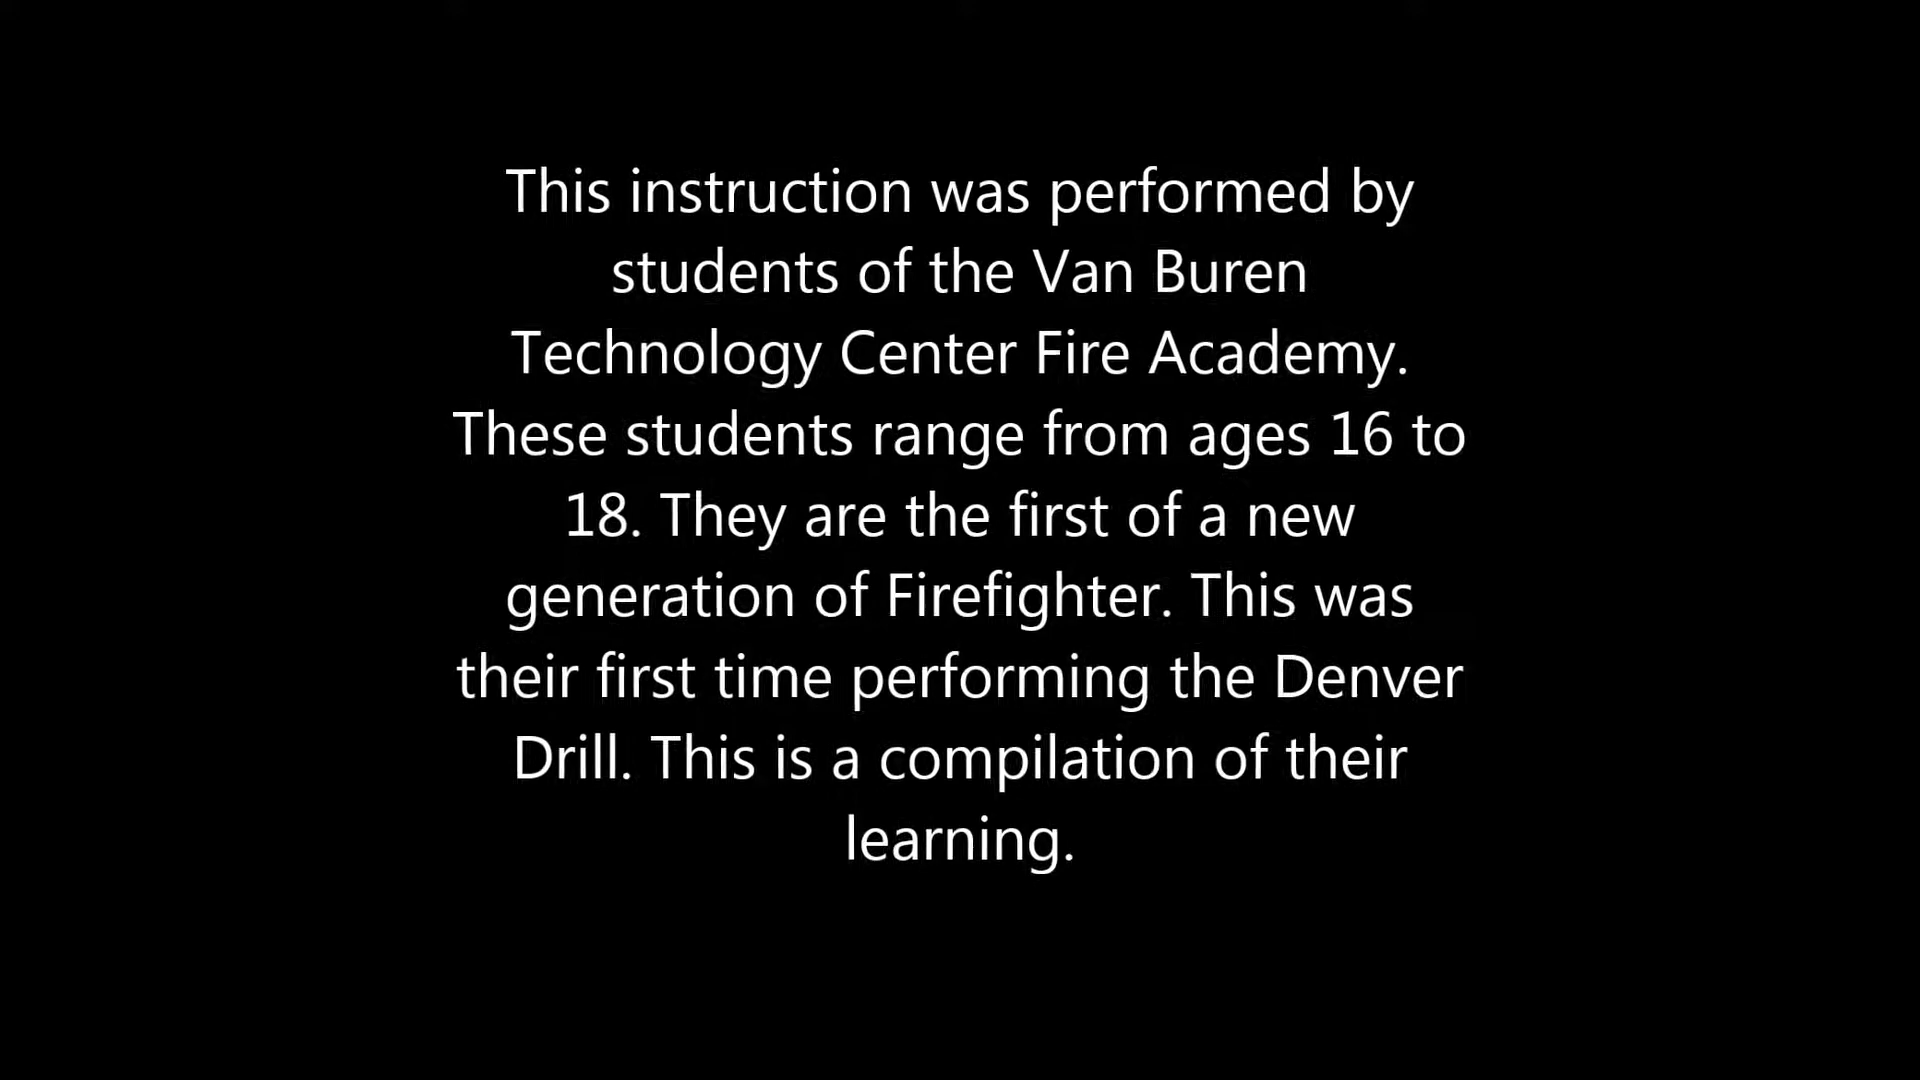 This instruction was performed by
students of the Van Buren
Technology Center Fire Academy.
These students range from ages 16 to
18. They are the first of a new
generation of Firefighter. This was
their first time performing the Denver
Drill. This is a compilation of their
learning.